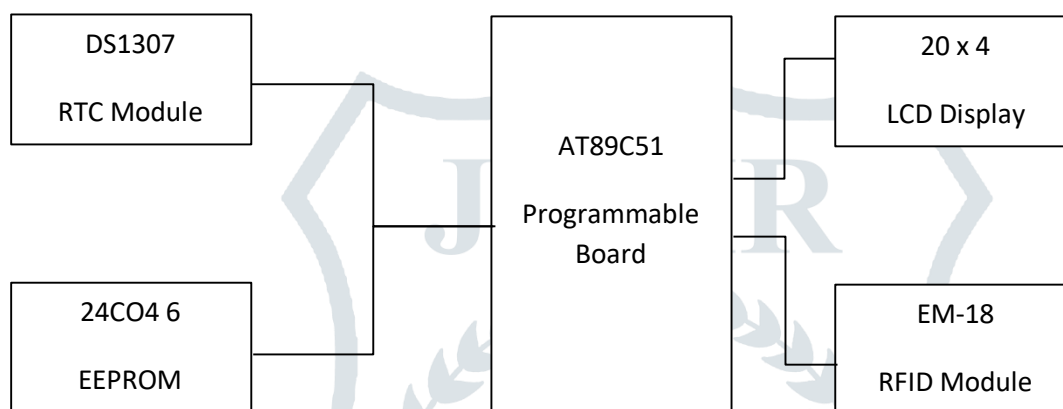 DS1307
RTC Module
24CO4 6
EEPROM
AT89C51
Programmable
Board
20 x 4
LCD Display
EM-18
RFID Module